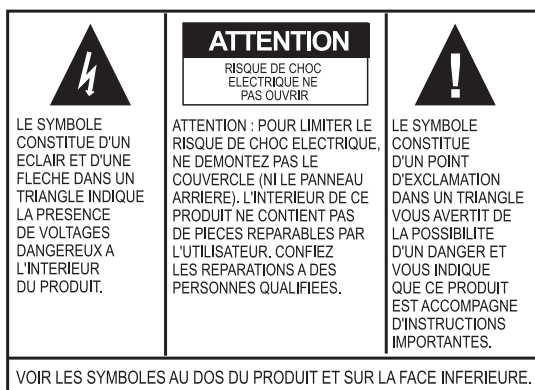 LE SYMBOLE
CONSTITUE D'UN
ECLAIR ET D'UNE
FLECHE DANS UN
TRIANGLE INDIQUE
LA PRESENCE
DE VOLTAGES
DANGEREUX A
L'INTERIEUR
DU PRODUIT.
ATTENTION
RISQUE DE CHOC
ELECTRIQUE NE
PAS OUVRIR
ATTENTION : POUR LIMITER LE
RISQUE DE CHOC ELECTRIQUE,
NE DEMONTEZ PAS LE
COUVERCLE (NI LE PANNEAU
ARRIERE). L'INTERIEUR DE CE
PRODUIT NE CONTIENT PAS
DE PIECES REPARABLES PAR
L'UTILISATEUR. CONFIEZ
LES REPARATIONS A DES
PERSONNES QUALIFIEES.
!
LE SYMBOLE
CONSTITUE
D'UN POINT
D'EXCLAMATION
DANS UN TRIANGLE
VOUS AVERTIT DE
LA POSSIBILITE
D'UN DANGER ET
VOUS INDIQUE
QUE CE PRODUIT
EST ACCOMPAGNE
D'INSTRUCTIONS
IMPORTANTES.
VOIR LES SYMBOLES AU DOS DU PRODUIT ET SUR LA FACE INFERIEURE.